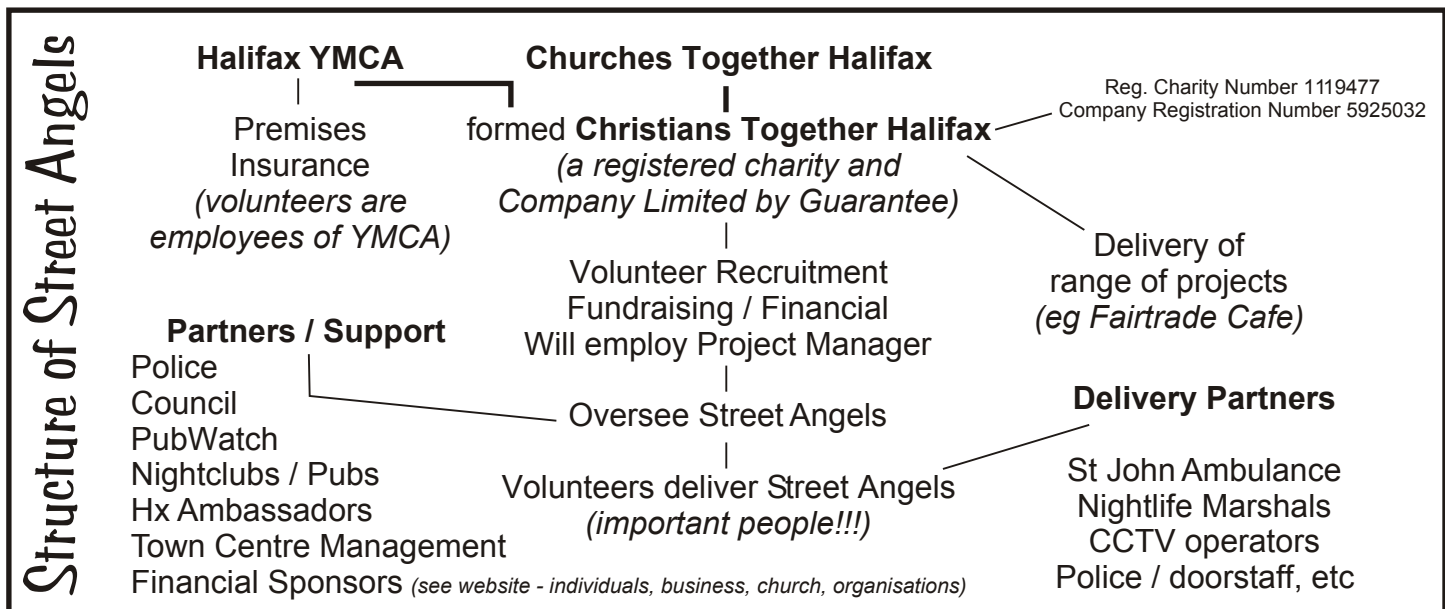 Structure of Street Angels
Halifax YMCA
Premises
Insurance
(volunteers are
employees of YMCA)
Churches Together Halifax
formed Christians Together Halifax
(a registered charity and
Company Limited by Guarantee)
Reg. Charity Number 1119477
Company Registration Number 5925032
Delivery of
range of projects
(eg Fairtrade Cafe)
Volunteer Recruitment
Fundraising / Financial
Will employ Project Manager
Oversee Street Angels
Volunteers deliver Street Angels
(important people!!!)
Partners / Support
Police
Council
PubWatch
Nightclubs / Pubs
Hx Ambassadors
Town Centre Management
Financial Sponsors (see website - individuals, business, church, organisations)
Delivery Partners
St John Ambulance
Nightlife Marshals
CCTV operators
Police / doorstaff, etc